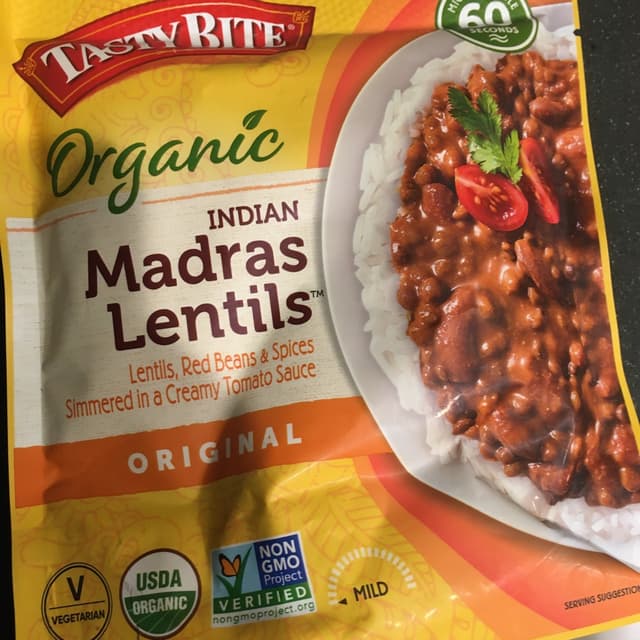 TASTY BITE®
60
SECONDS
Organic
INDIAN
Madras
Lentils™
Lentils, Red Beans & Spices
Simmered in a Creamy Tomato Sauce
ORIGINAL
V
VEGETARIAN
USDA
ORGANIC
NON
GMO
Project
VERIFIED
nongmoproject.org
MILD
SERVING SUGGESTION